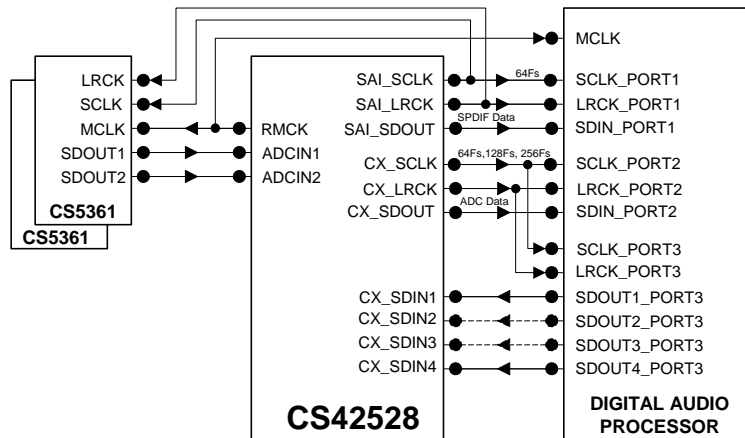 LRCK
SCLK
MCLK
SDOUT1
SDOUT2
CS5361
CS5361
RMCK
ADCIN1
ADCIN2
SAI_SCLK
SAI_LRCK
SAI_SDOUT
CX_SCLK
CX_LRCK
CX_SDOUT
CX_SDIN1
CX_SDIN2
CX_SDIN3
CX_SDIN4
CS42528
64Fs
SPDIF Data
64Fs,128Fs, 256Fs
ADC Data
MCLK
SCLK_PORT1
LRCK_PORT1
SDIN_PORT1
SCLK_PORT2
LRCK_PORT2
SDIN_PORT2
SCLK_PORT3
LRCK_PORT3
SDOUT1_PORT3
SDOUT2_PORT3
SDOUT3_PORT3
SDOUT4_PORT3
DIGITAL AUDIO
PROCESSOR